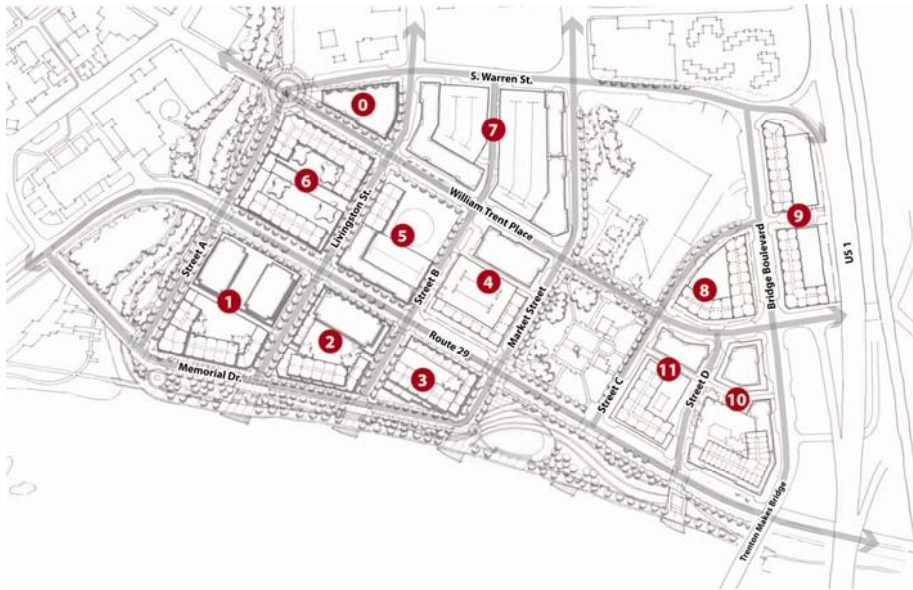 S. Warren St.
0
7
6
Livingston St.
William Trent Place
5
9
Street A
Street B
4
Bridge Boulevard
US 1
8
1
Market Street
2
Route 29
3
11
Memorial Dr.
Street C
Street D
10
Trenton Makes Bridge